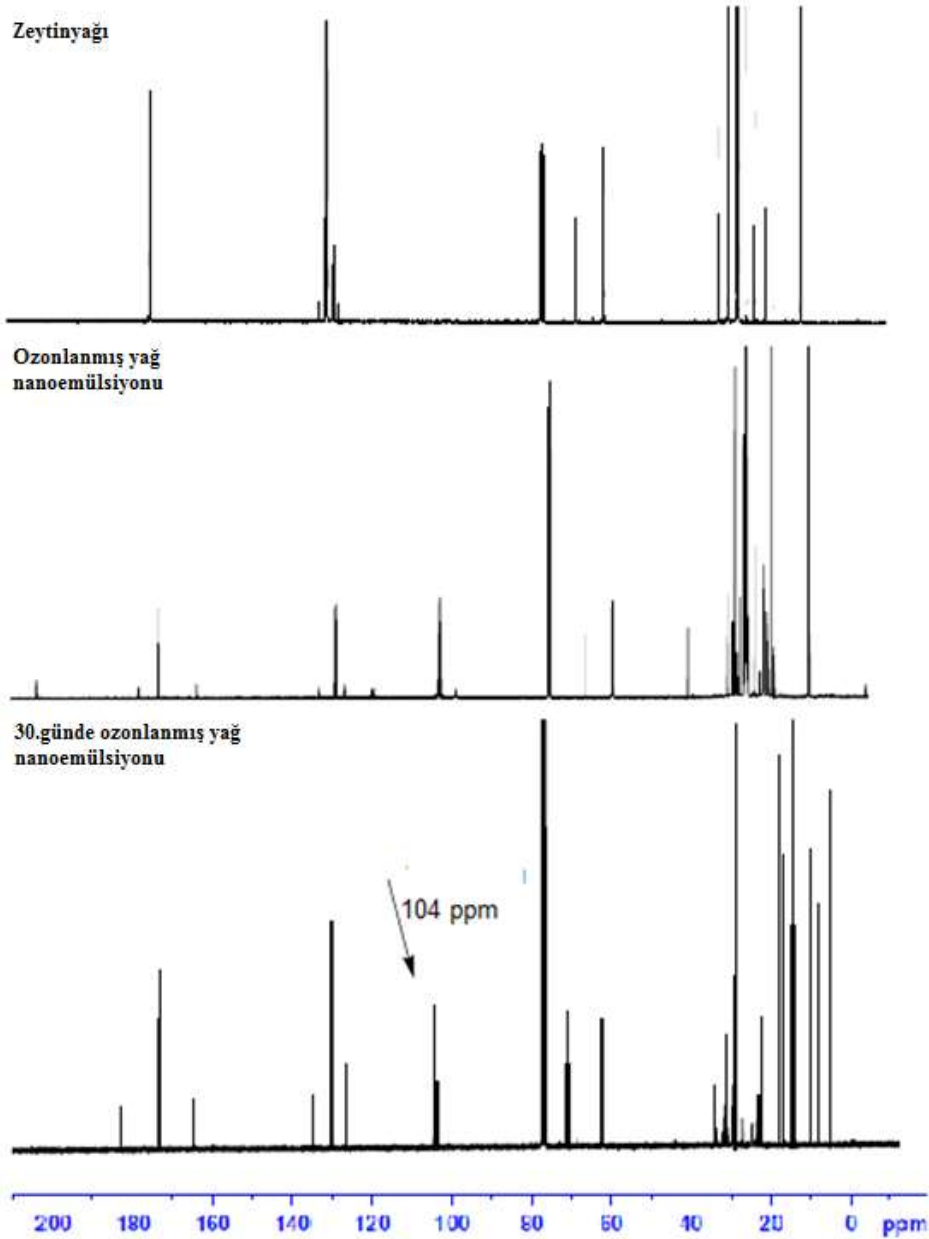 Zeytinyağı
Ozonlanmış yağ
nanoemülsiyonu
30.günde ozonlanmış yağ
nanoemülsiyonu
104 ppm
200 180 160 140 120 100 80 60 40 20 0 ppm